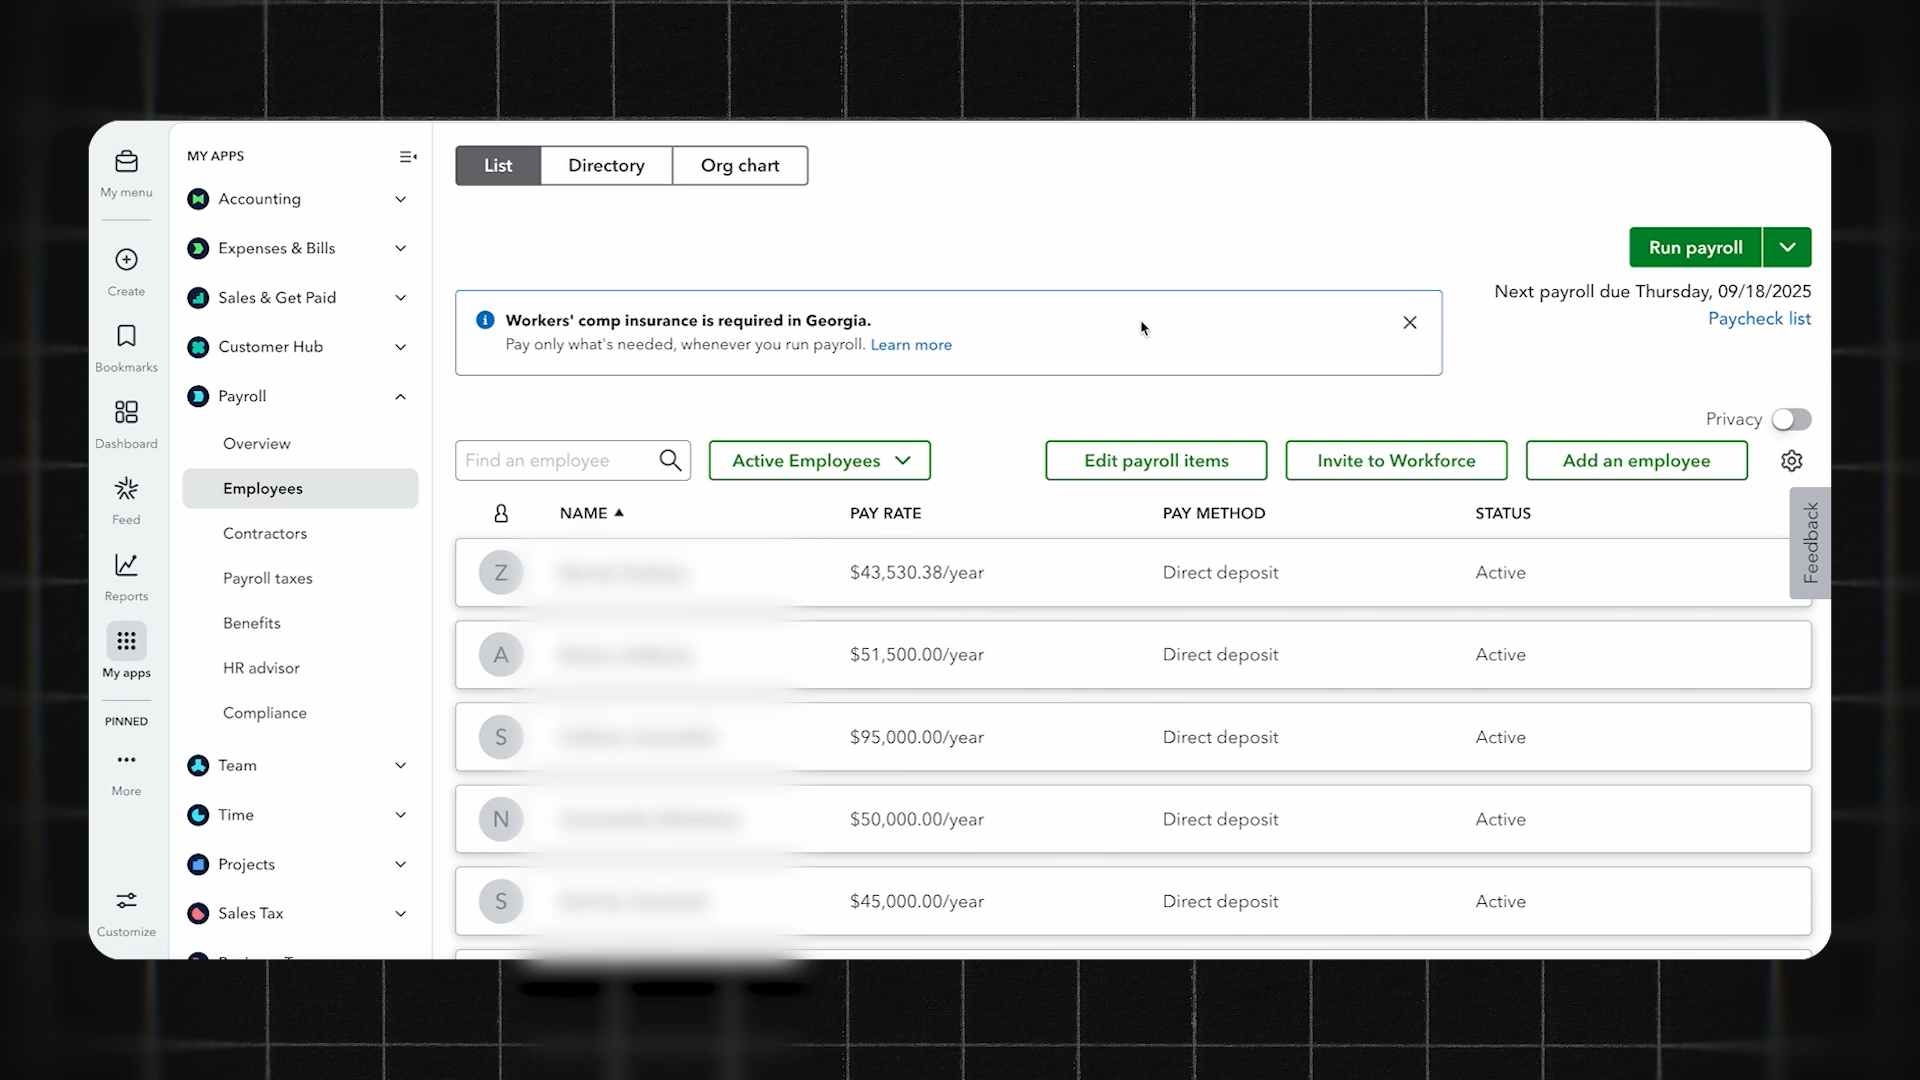 My menu
Create
Bookmarks
Dashboard
Feed
Reports
My apps
PINNED
More
Customize
MY APPS
Accounting
Expenses & Bills
Sales & Get Paid
Customer Hub
Payroll
Overview
Employees
Contractors
Payroll taxes
Benefits
HR advisor
Compliance
Team
Time
Projects
Sales Tax
List Directory Org chart
Run payroll
Next payroll due Thursday, 09/18/2025
Paycheck list
Workers' comp insurance is required in Georgia.
Pay only what's needed, whenever you run payroll. Learn more
Privacy
Find an employee Active Employees Edit payroll items Invite to Workforce Add an employee
NAME PAY RATE PAY METHOD STATUS
Z $43,530.38/year Direct deposit Active
A $51,500.00/year Direct deposit Active
S $95,000.00/year Direct deposit Active
N $50,000.00/year Direct deposit Active
S $45,000.00/year Direct deposit Active
Feedback